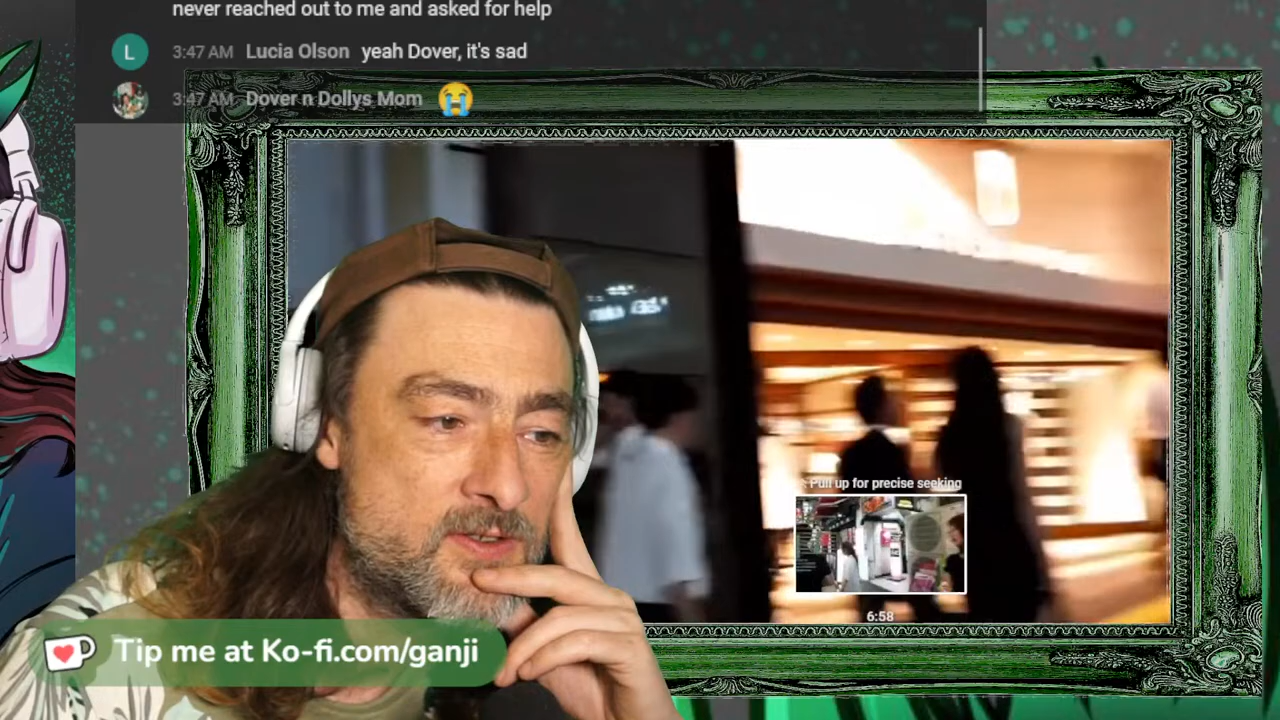 never reached out to me and asked for help
L 3:47 AM Lucia Olson yeah Dover, it's sad
3:47 AM Dover n Dollys Mom 😭
Pull up for precise seeking
6:58
Tip me at Ko-fi.com/ganji